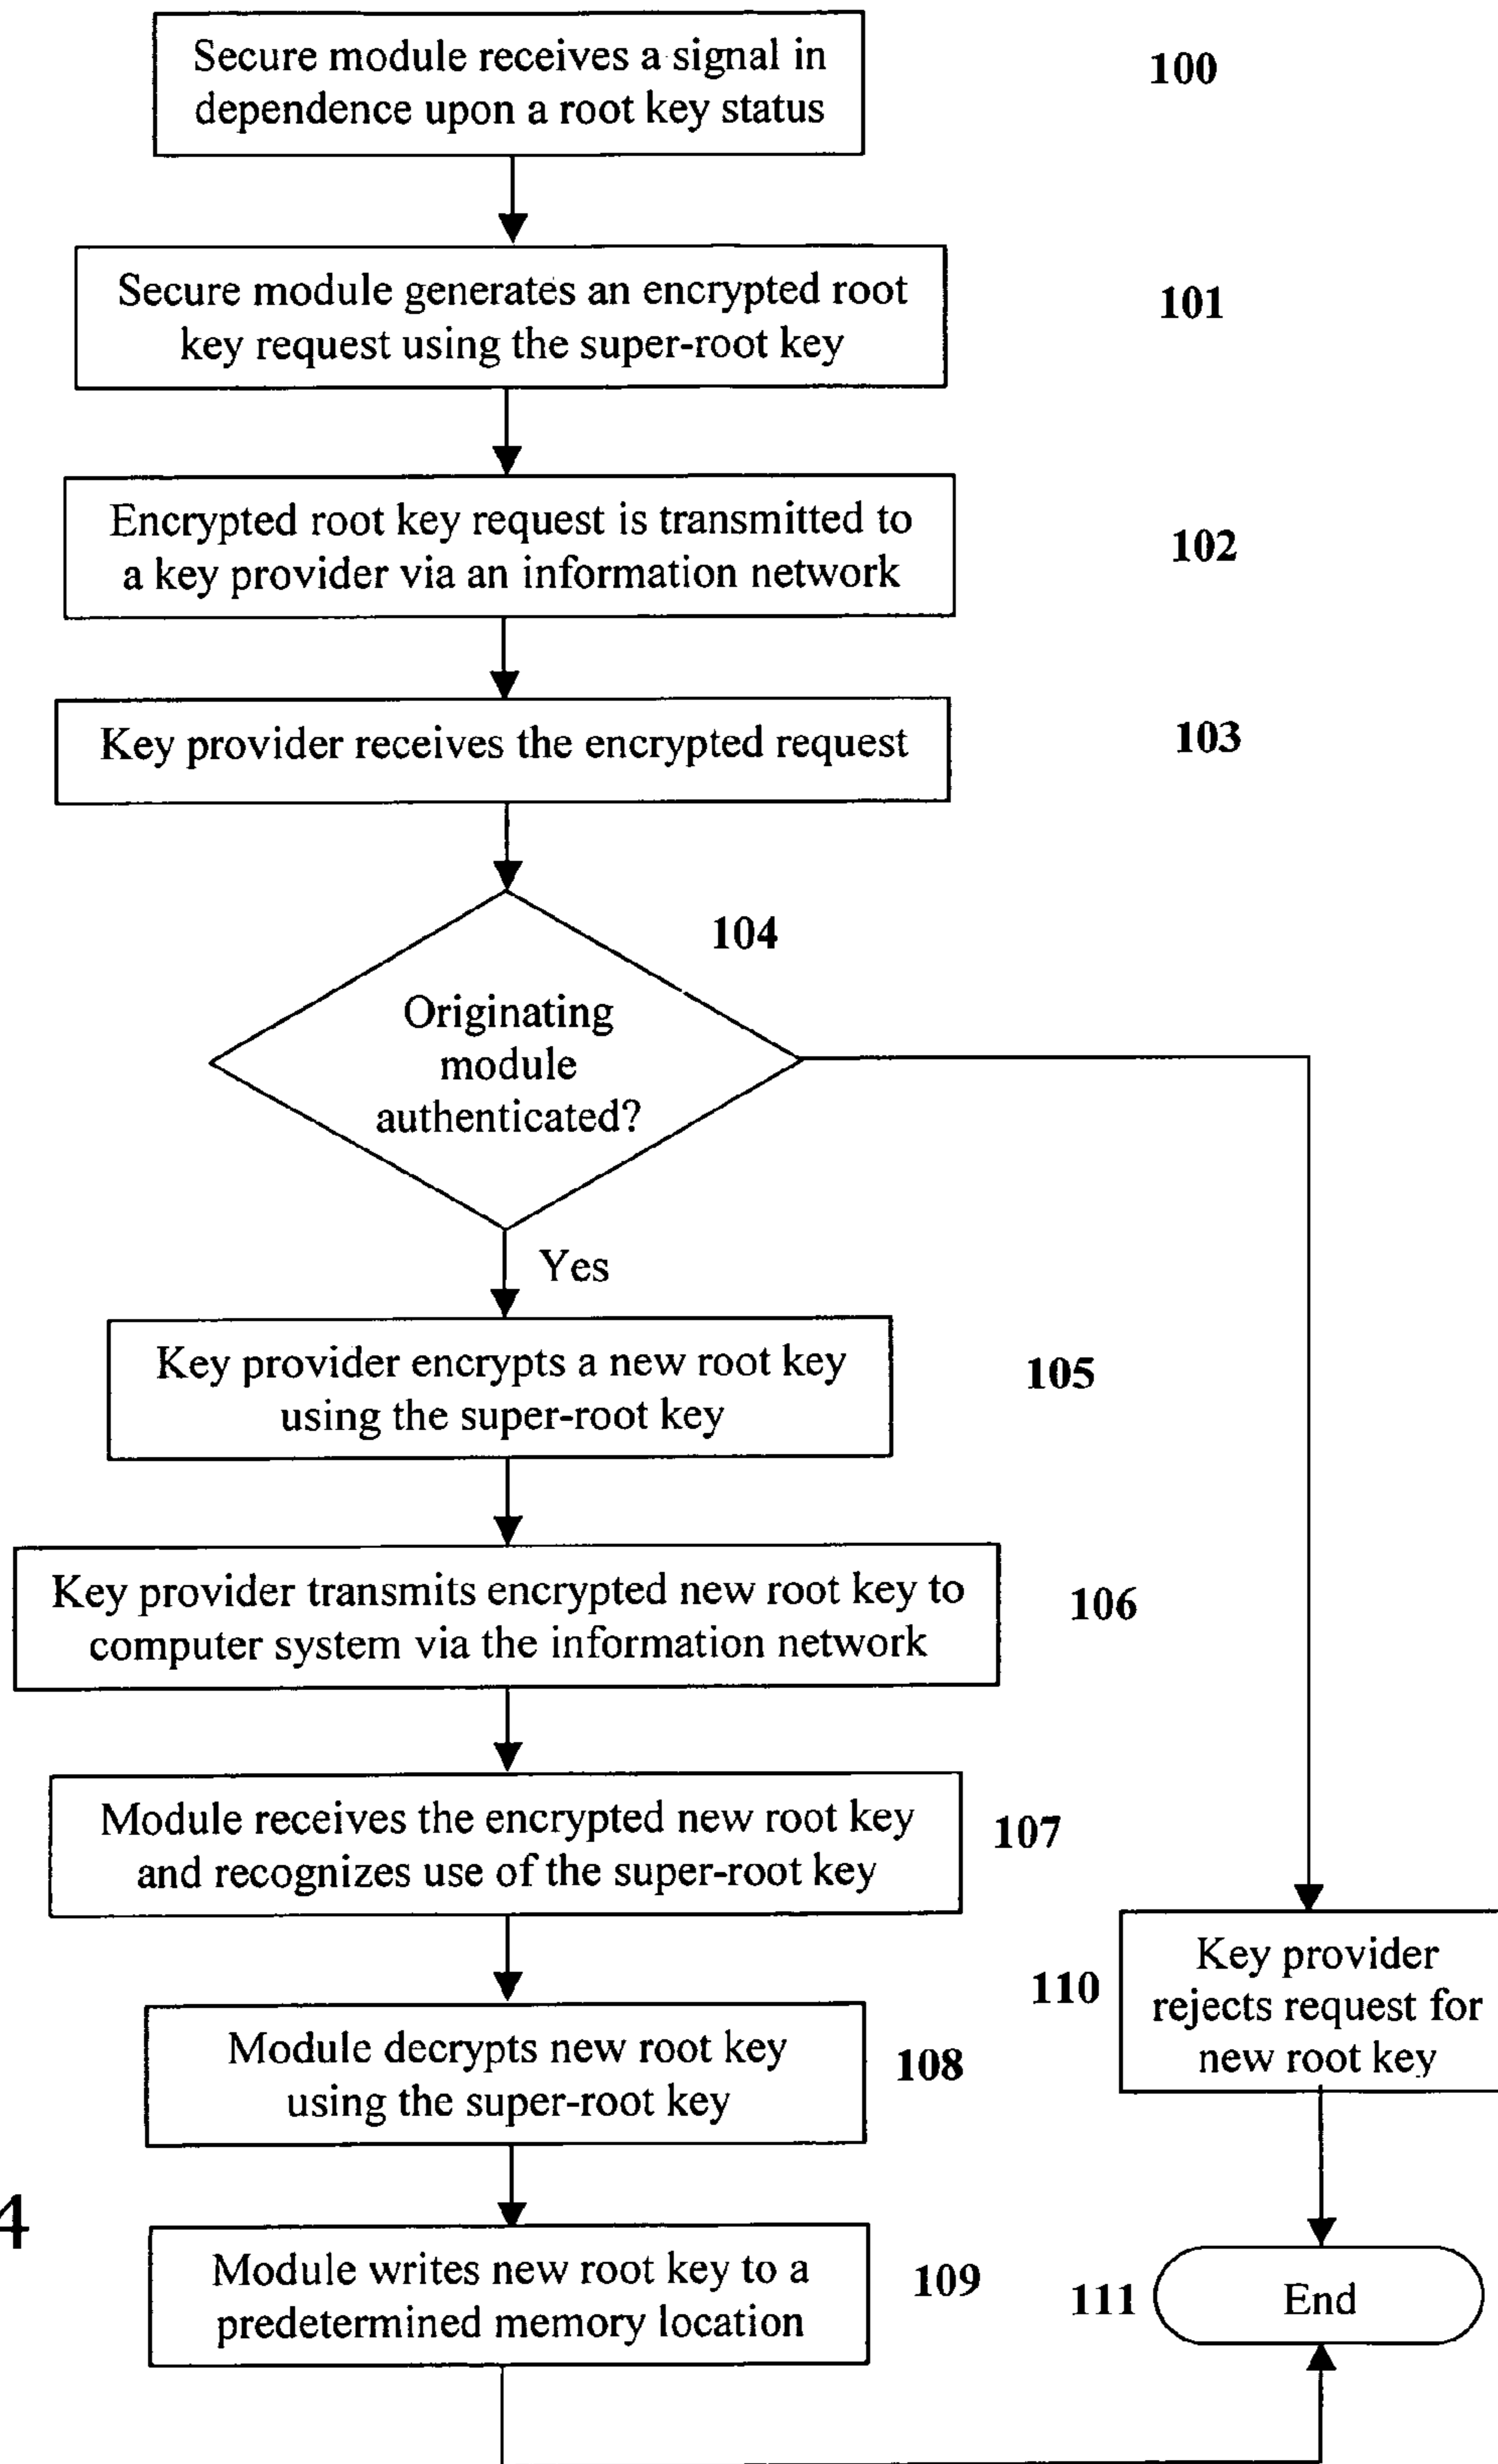 Secure module receives a signal in
dependence upon a root key status
100
Secure module generates an encrypted root
key request using the super-root key
101
Encrypted root key request is transmitted to
a key provider via an information network
102
Key provider receives the encrypted request
103
104
Originating
module
authenticated?
Yes
Key provider encrypts a new root key
using the super-root key
105
Key provider transmits encrypted new root key to
computer system via the information network
106
Module receives the encrypted new root key
and recognizes use of the super-root key
107
110
Key provider
rejects request for
new root key
Module decrypts new root key
using the super-root key
108
4
Module writes new root key to a
predetermined memory location
109
111
End